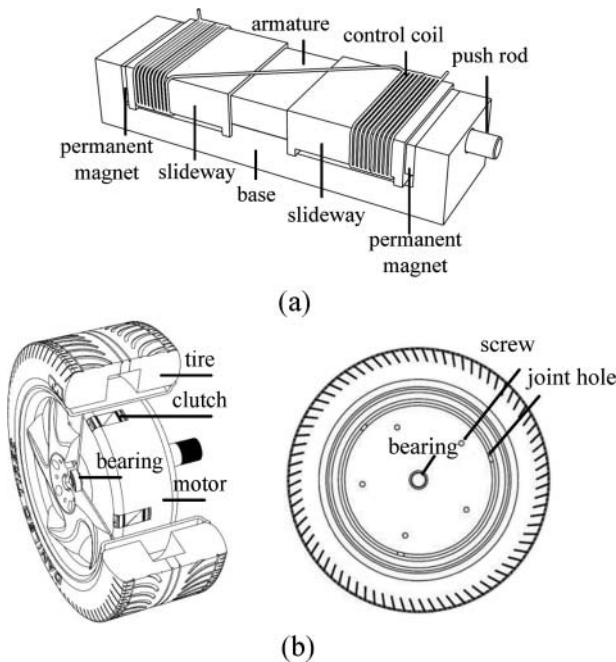 armature
control coil
push rod
permanent
magnet
slideway
base
slideway
permanent
magnet
(a)
tire
clutch
bearing
motor
screw
joint hole
bearing
(b)